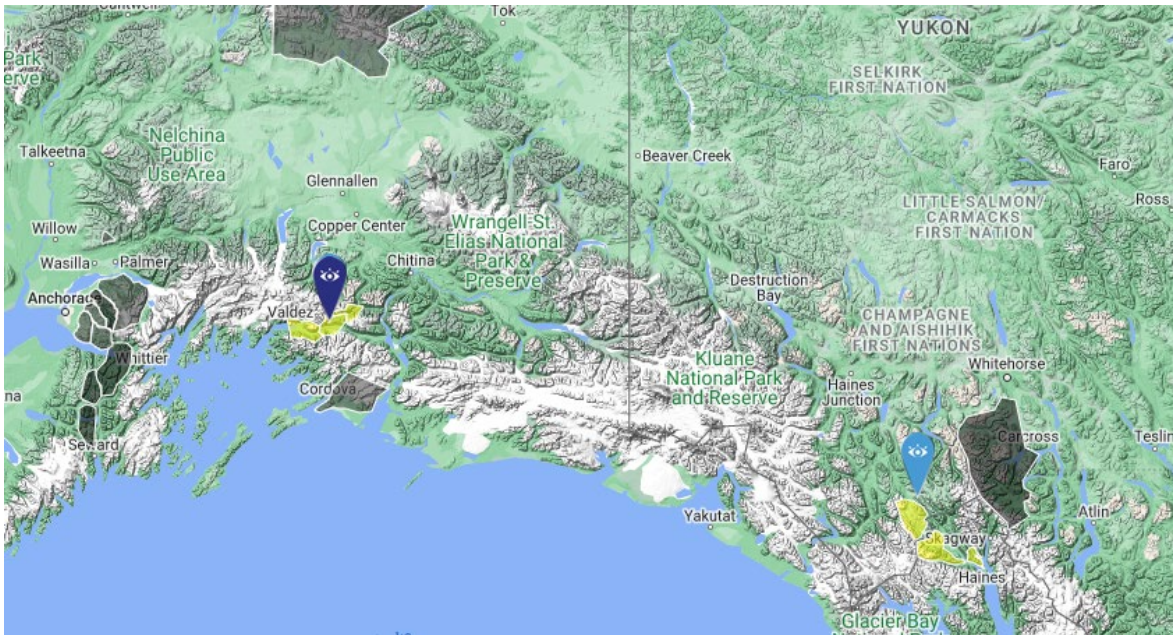 Cantwell
Tok
YUKON
Park
erve
SELKIRK
FIRST NATION
Nelchina
Public
Use Area
Talkeetna
Beaver Creek
Faro
Glennallen
LITTLE SALMON/
CARMACKS
FIRST NATION
Ross
Willow
Copper Center
Wrangell-St.
Elias National
Park &
Preserve
Wasilla
Palmer
Chitina
Destruction
Bay
Anchorage
Valdez
CHAMPAGNE
AND AISHIHIK
FIRST NATIONS
Whittier
Whitehorse
Kluane
National Park
and Reserve
Haines
Junction
Cordova
na
Seward
Carcross
Teslin
Yakutat
Atlin
Skagway
Haines
Glacier Bay